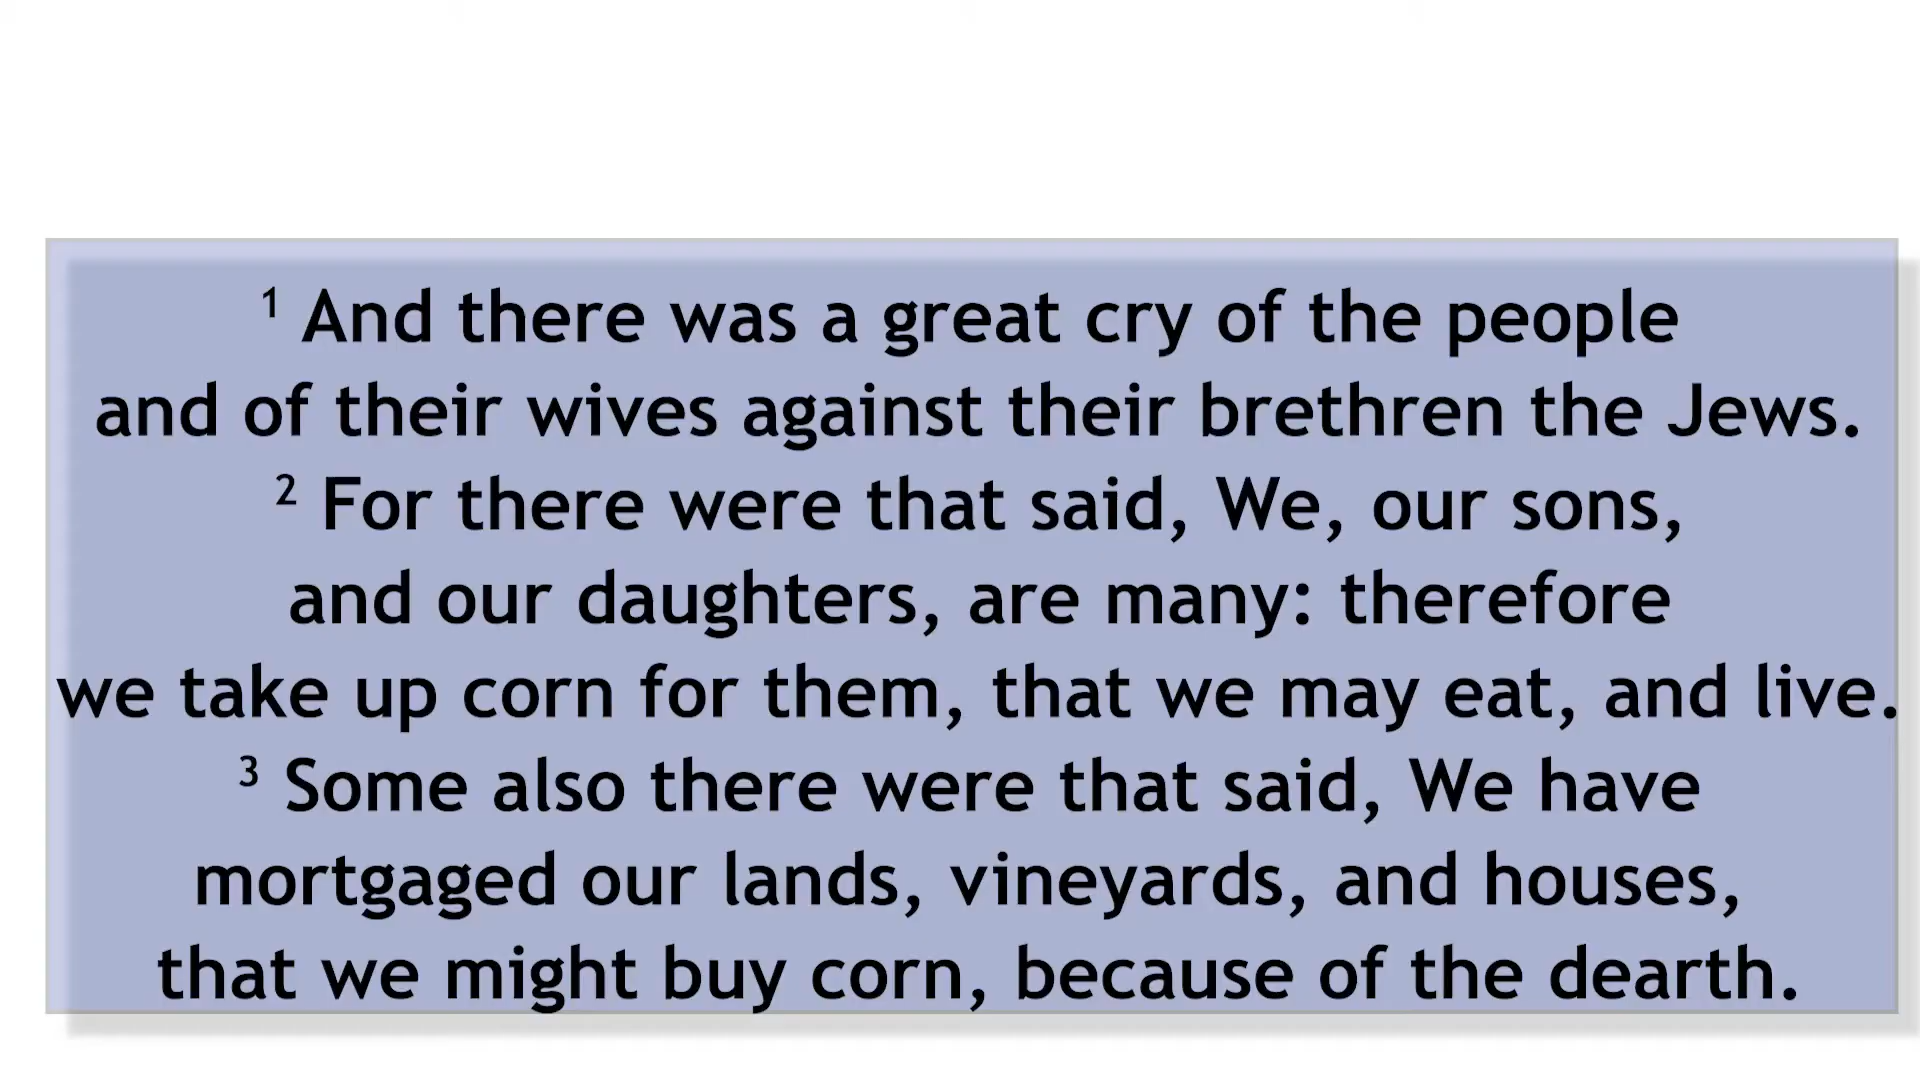 1 And there was a great cry of the people
and of their wives against their brethren the Jews.
2 For there were that said, We, our sons,
and our daughters, are many: therefore
we take up corn for them, that we may eat, and live.
3 Some also there were that said, We have
mortgaged our lands, vineyards, and houses,
that we might buy corn, because of the dearth.